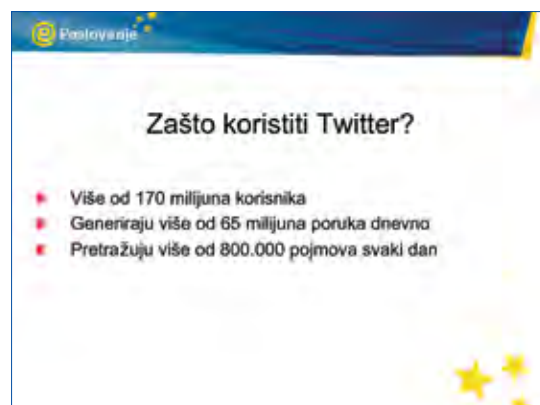 e Poslovanje
Zašto koristiti Twitter?
Više od 170 milijuna korisnika
Generiraju više od 65 milijuna poruka dnevno
Pretražuju više od 800.000 pojmova svaki dan